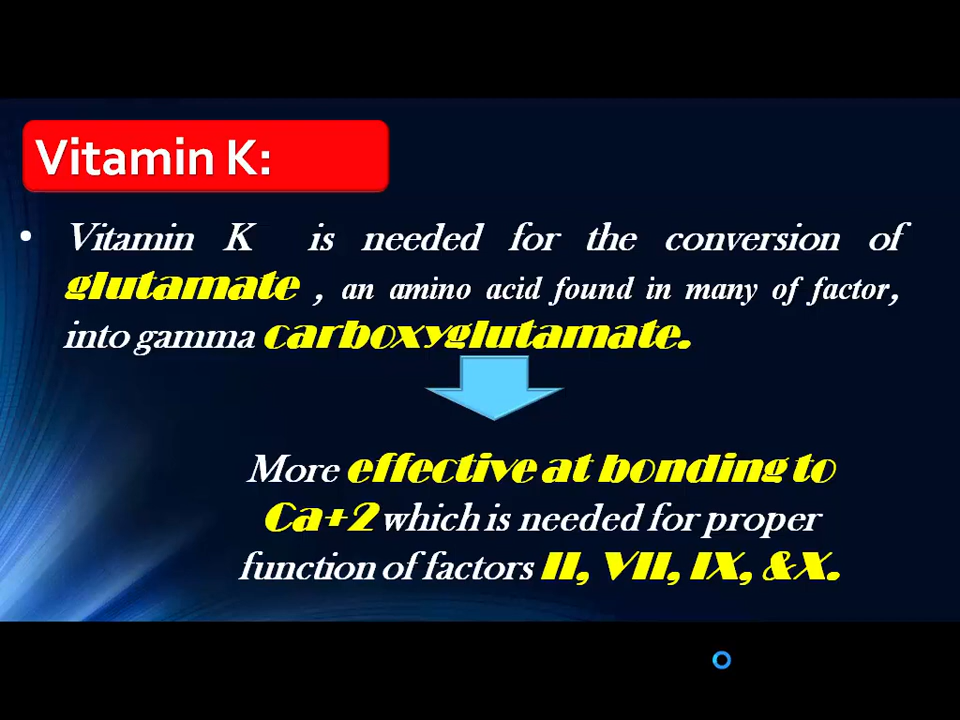 Vitamin K:
• Vitamin K is needed for the conversion of
glutamate , an amino acid found in many of factor,
into gamma carboxyglutamate.
More effective at bonding to
Ca+2 which is needed for proper
function of factors II, VII, IX, &X.